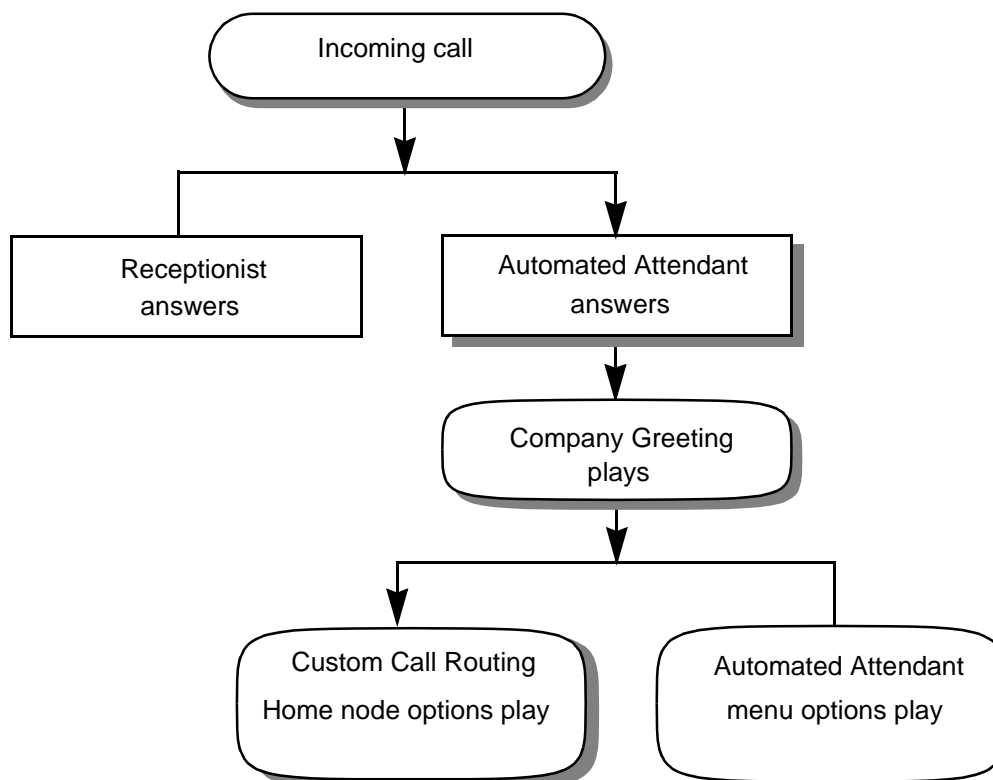 Incoming call
Receptionist
answers
Automated Attendant
answers
Company Greeting
plays
Custom Call Routing
Home node options play
Automated Attendant
menu options play